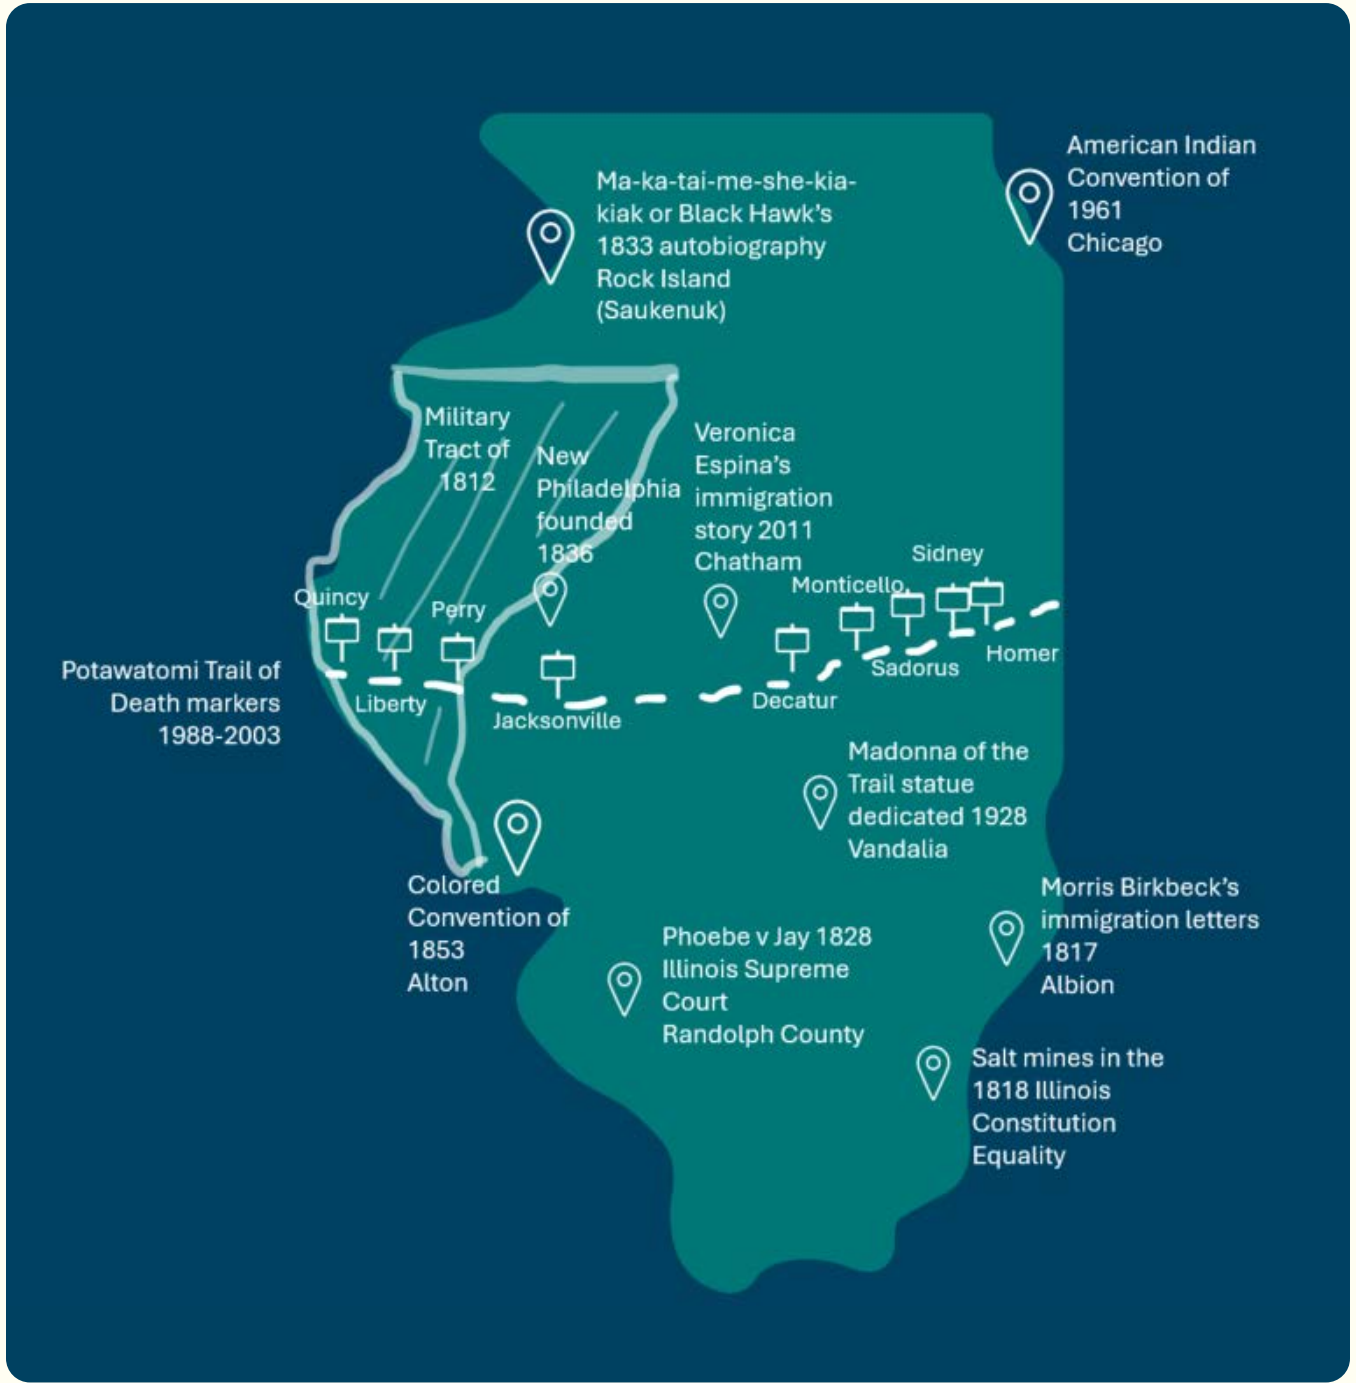 American Indian
Convention of
1961
Chicago
Ma-ka-tai-me-she-kia-
kiak or Black Hawk's
1833 autobiography
Rock Island
(Saukenuk)
Military
Tract of
1812
New
Philadelphia
founded
1836
Veronica
Espina's
immigration
story 2011
Chatham
Sidney
Monticello
Quincy
Perry
Homer
Sadorus
Potawatomi Trail of
Death markers
1988-2003
Liberty
Decatur
Jacksonville
Madonna of the
Trail statue
dedicated 1928
Vandalia
Colored
Convention of
1853
Alton
Morris Birkbeck's
immigration letters
1817
Albion
Phoebe v Jay 1828
Illinois Supreme
Court
Randolph County
Salt mines in the
1818 Illinois
Constitution
Equality